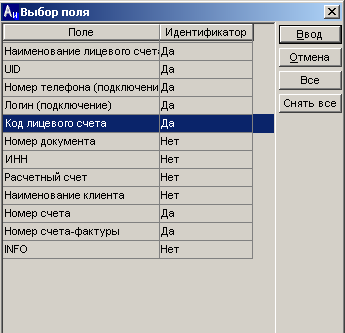 Выбор поля
Поле Идентификатор
Наименование лицевого счета Да
UID Да
Номер телефона (подключени Да
Логин (подключение) Да
Код лицевого счета Да
Номер документа Нет
ИНН Нет
Расчетный счет Нет
Наименование клиента Нет
Номер счета Да
Номер счета-фактуры Да
INFO Нет
Ввод
Отмена
Все
Снять все